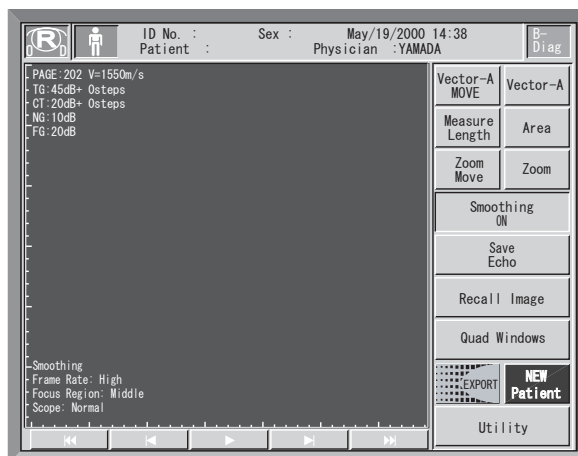 R
O D D
ID No. : Sex : May/19/2000 14:38
Patient : Physician :YAMADA
B-
Diag
PAGE:202 V=1550m/s
TG:45dB+ 0steps
CT:20dB+ 0steps
NG:10dB
FG:20dB
Smoothing
Frame Rate: High
Focus Region: Middle
Scope: Normal
Vector-A
MOVE
Vector-A
Measure
Length
Area
Zoom
Move
Zoom
Smoothing
ON
Save
Echo
Recall Image
Quad Windows
EXPORT
NEW
Patient
Utility